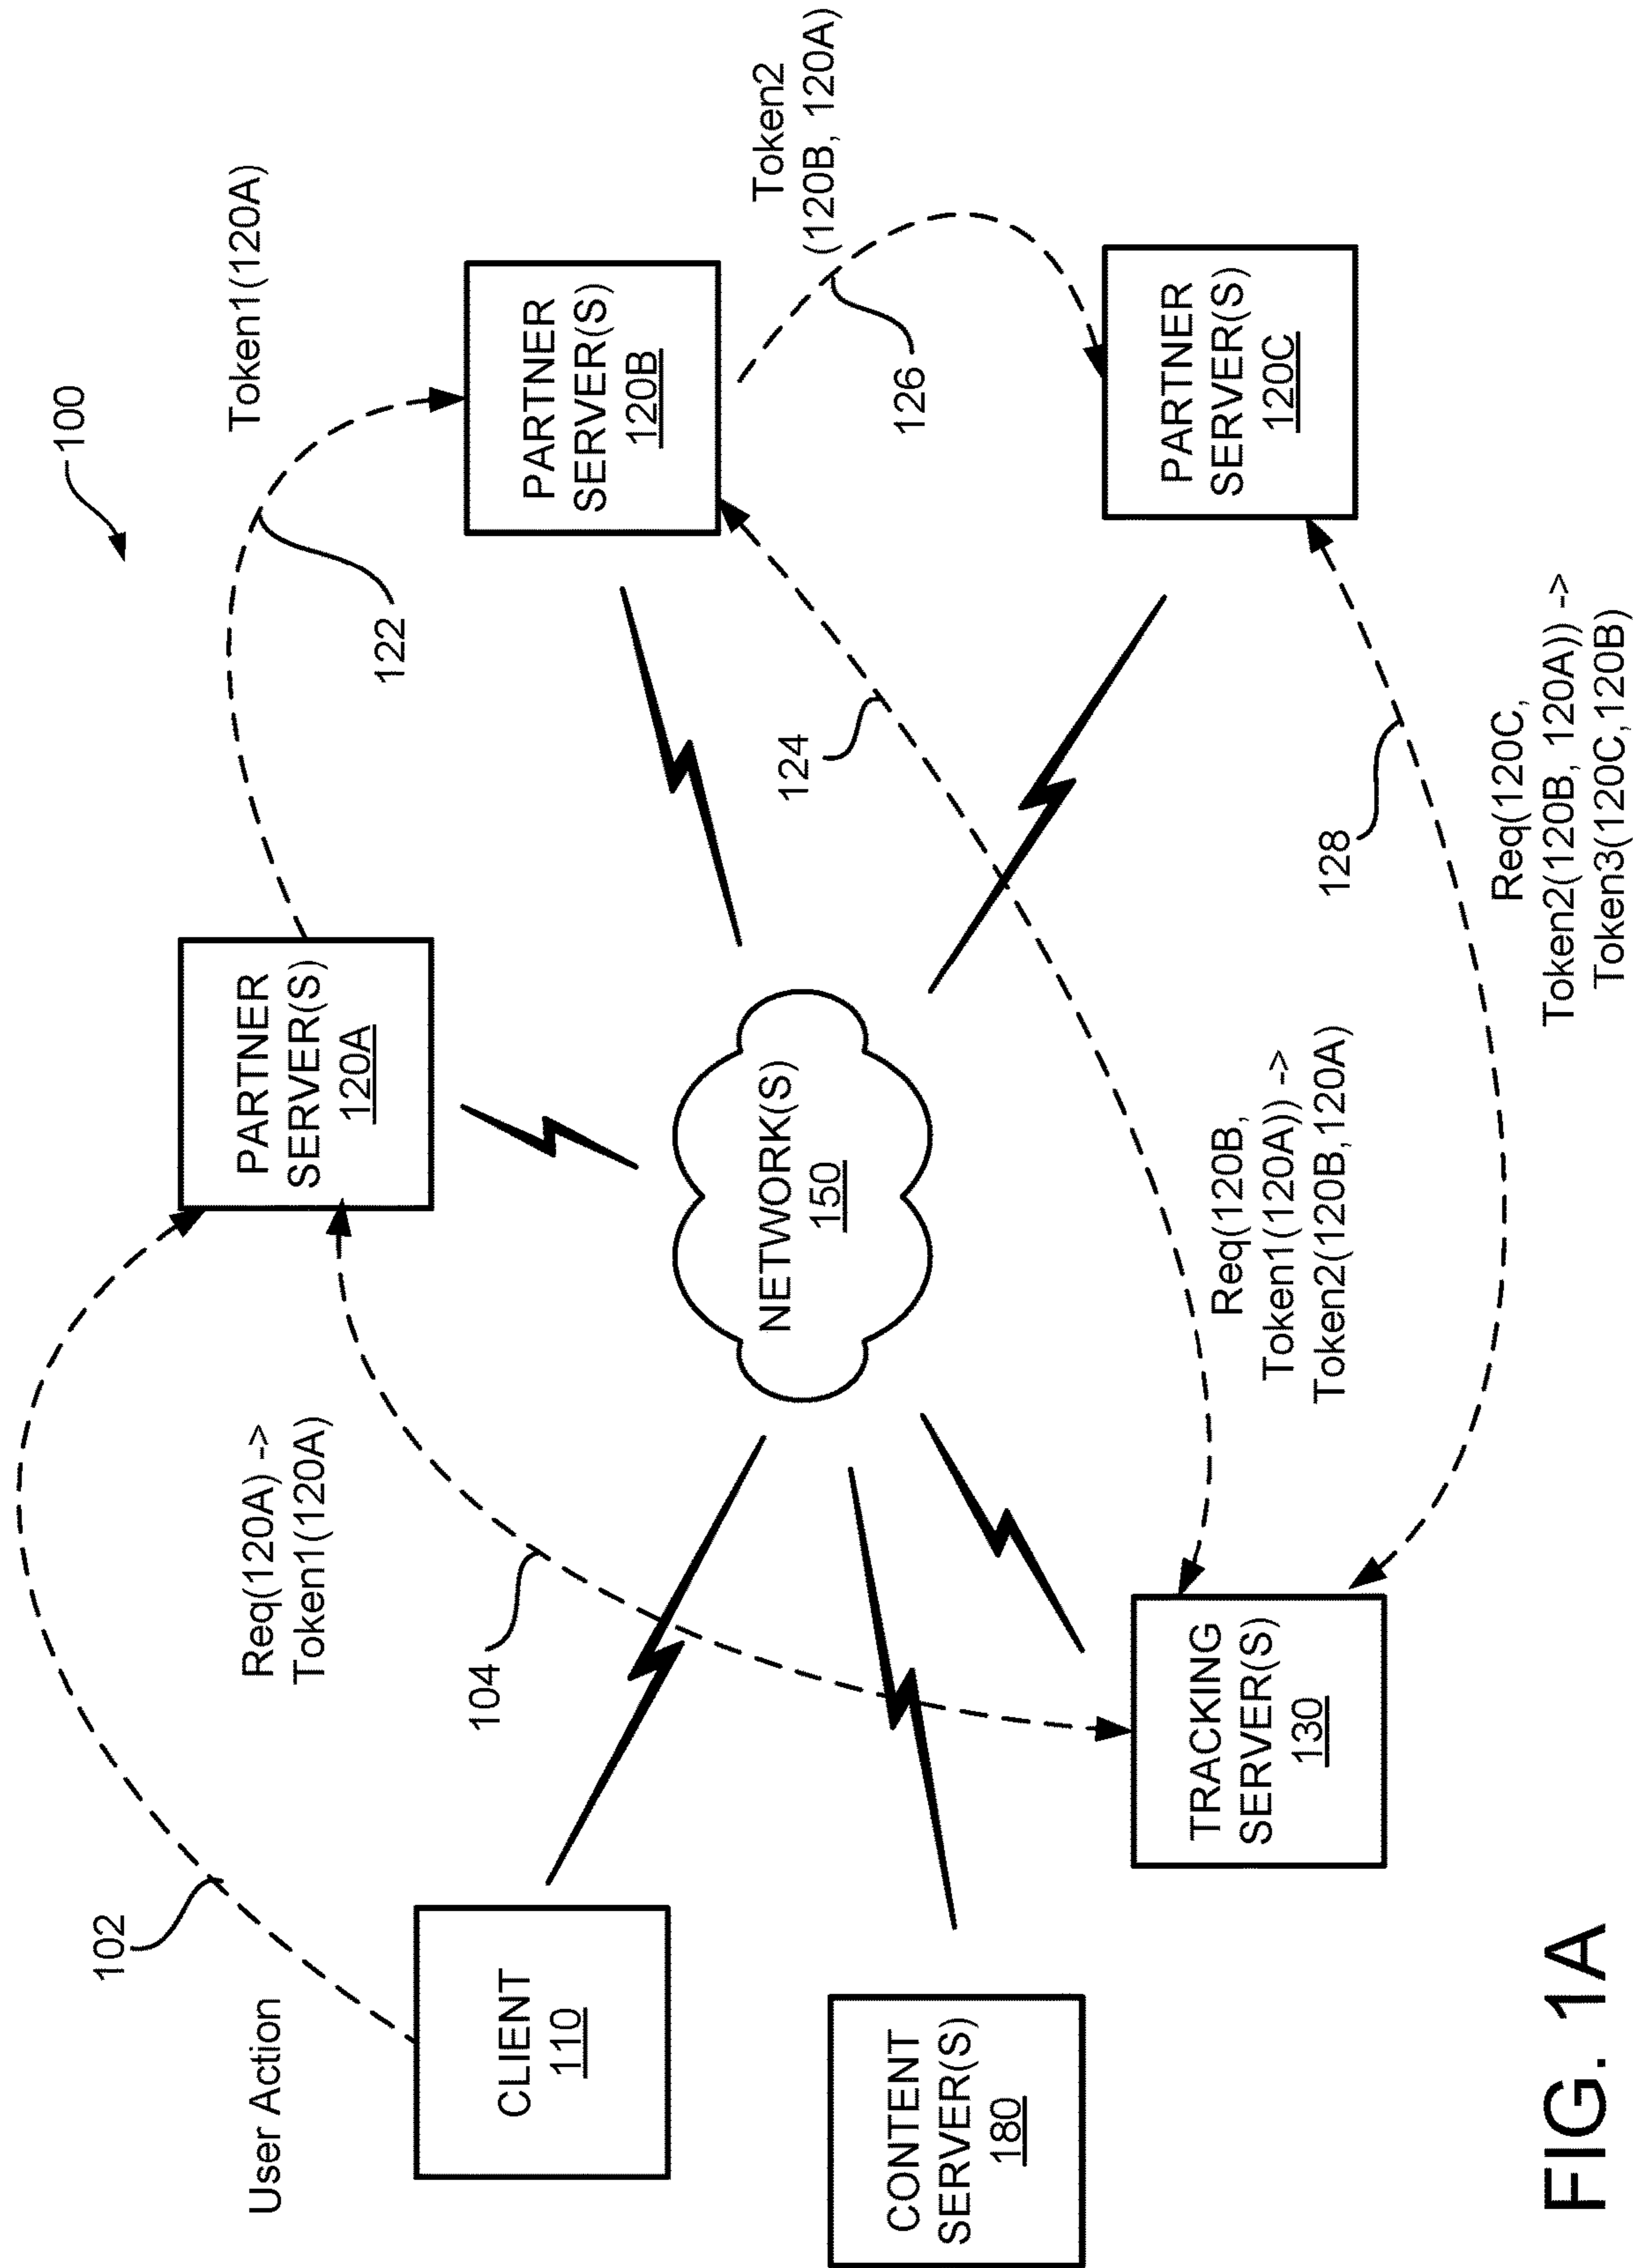 100
User Action
102
Req(120A) ->
Token1(120A)
104
PARTNER
SERVER(S)
120A
122
Token1(120A)
CLIENT
110
PARTNER
SERVER(S)
120B
Token2
(120B, 120A)
126
124
NETWORK(S)
150
CONTENT
SERVER(S)
180
TRACKING
SERVER(S)
130
Req(120B,
Token1(120A)) ->
Token2(120B,120A)
PARTNER
SERVER(S)
120C
128
Req(120C,
Token2(120B, 120A)) ->
Token3(120C,120B)
FIG. 1A